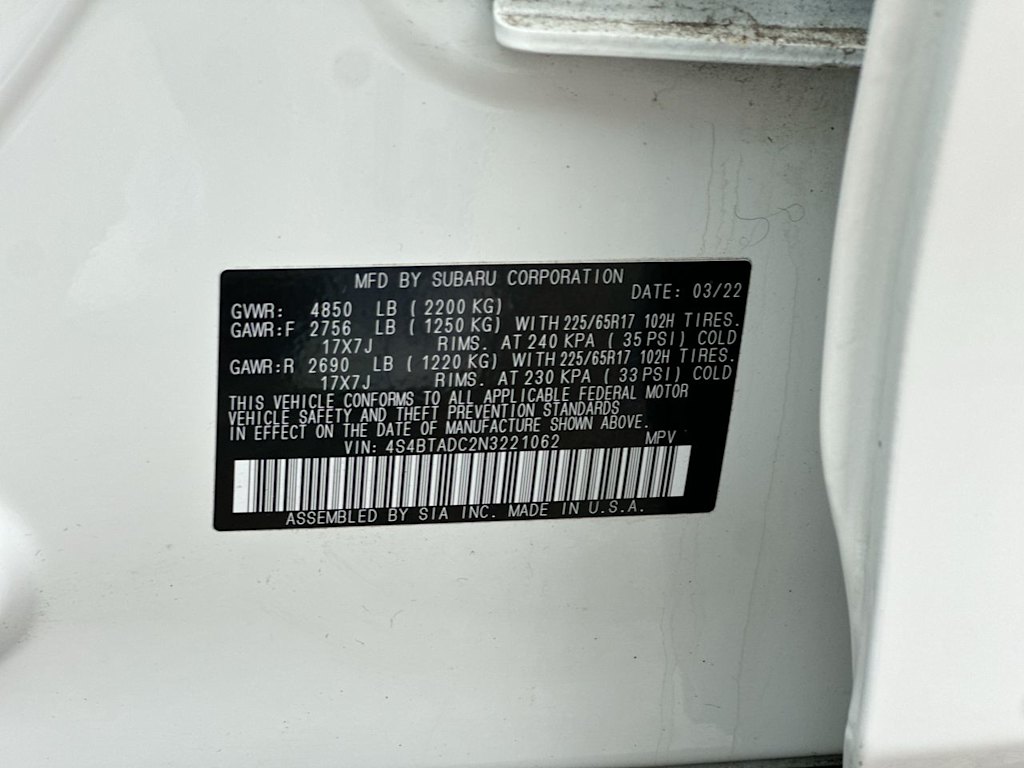 MFD BY SUBARU CORPORATION
DATE: 03/22
GVWR: 4850 LB ( 2200 KG)
GAWR:F 2756 LB ( 1250 KG) WITH 225/65R17 102H TIRES.
17X7J RIMS. AT 240 KPA ( 35 PSI) COLD
GAWR:R 2690 LB ( 1220 KG) WITH 225/65R17 102H TIRES.
17X7J RIMS. AT 230 KPA ( 33 PSI) COLD
THIS VEHICLE CONFORMS TO ALL APPLICABLE FEDERAL MOTOR
VEHICLE SAFETY AND THEFT PREVENTION STANDARDS
IN EFFECT ON THE DATE OF MANUFACTURE SHOWN ABOVE.
VIN: 4S4BTADC2N3221062 MPV
ASSEMBLED BY SIA INC. MADE IN U.S.A.